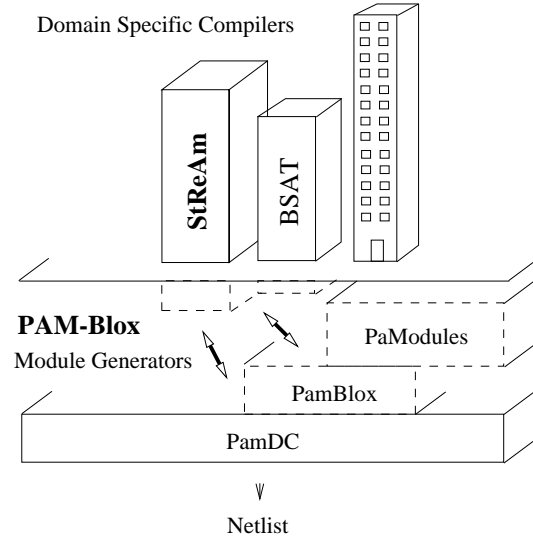 Domain Specific Compilers
StReAm
BSAT
PAM-Blox
Module Generators
PaModules
PamBlox
PamDC
Netlist